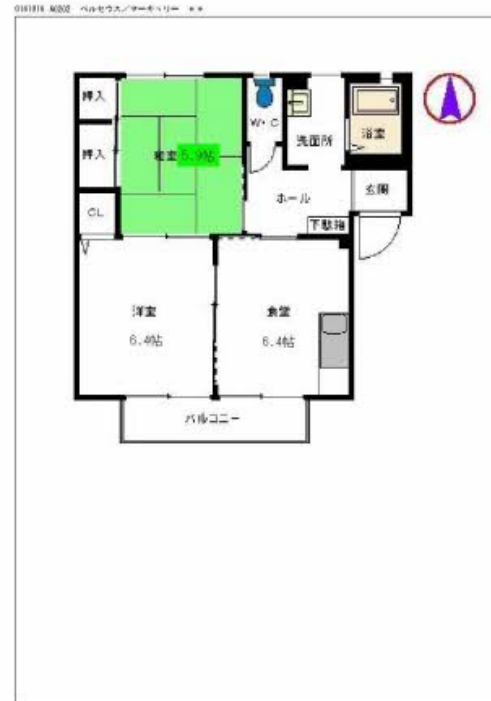 押入
押入
CL
和室 5.9帖
W・C
洗面所
浴室
ホール
玄関
下駄箱
洋室
6.4帖
食堂
6.4帖
バルコニー